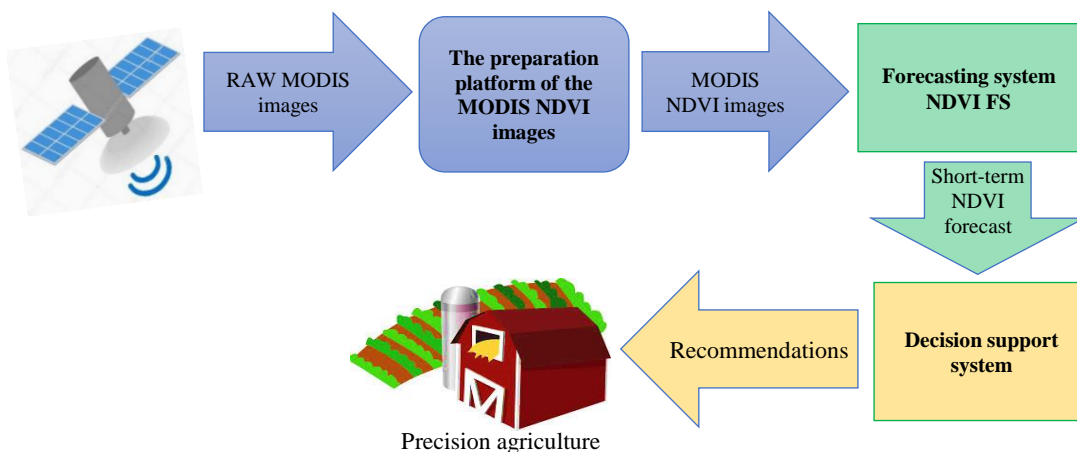 RAW MODIS
images
The preparation
platform of the
MODIS NDVI
images
MODIS
NDVI images
Forecasting system
NDVI FS
Short-term
NDVI
forecast
Decision support
system
Recommendations
Precision agriculture